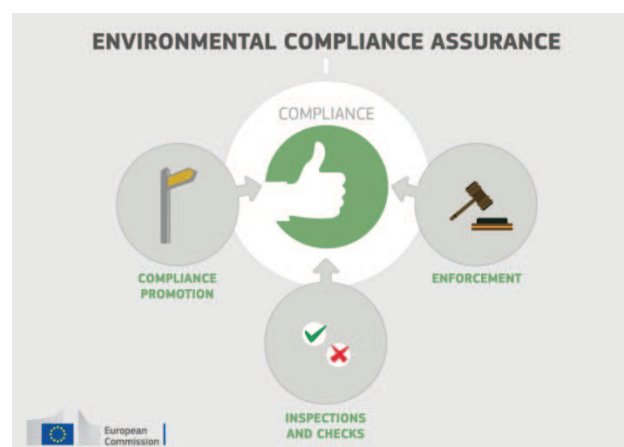 ENVIRONMENTAL COMPLIANCE ASSURANCE
COMPLIANCE
COMPLIANCE
PROMOTION
ENFORCEMENT
INSPECTIONS
AND CHECKS
European
Commission